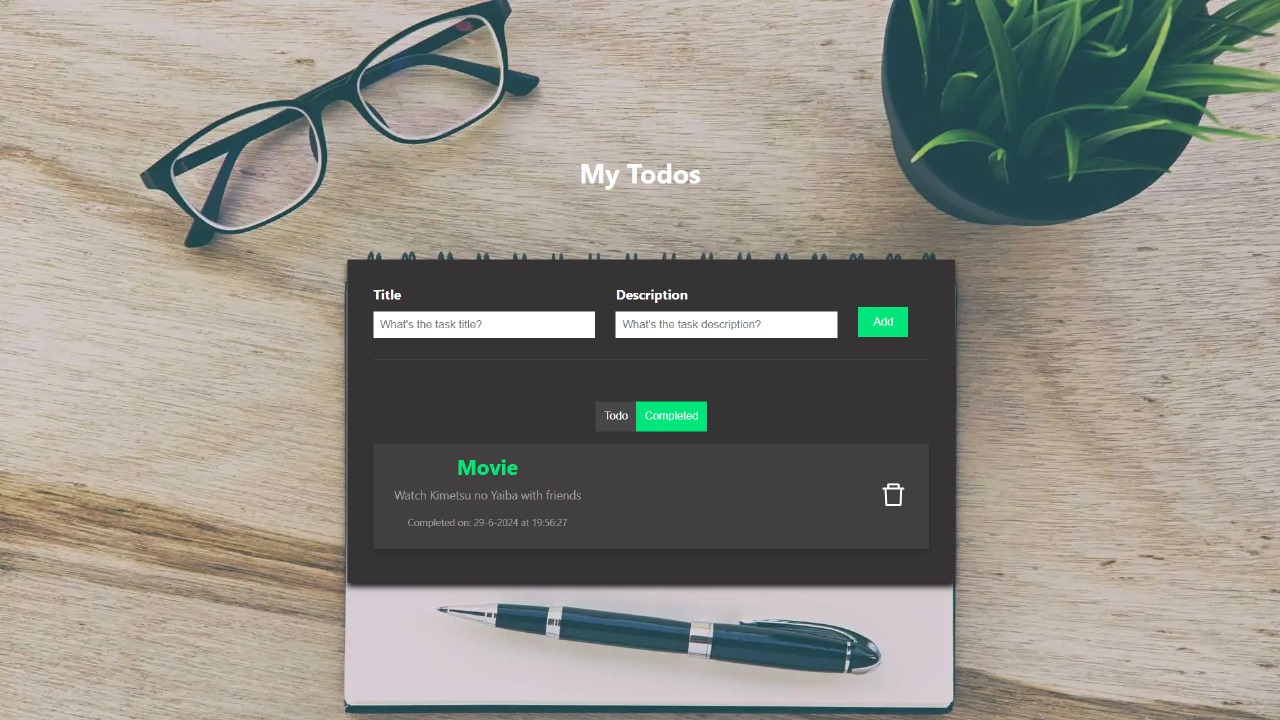 My Todos
Title
Description
What's the task title?
What's the task description?
Add
Todo
Completed
Movie
Watch Kimetsu no Yaiba with friends
Completed on: 29-6-2024 at 19:56:27